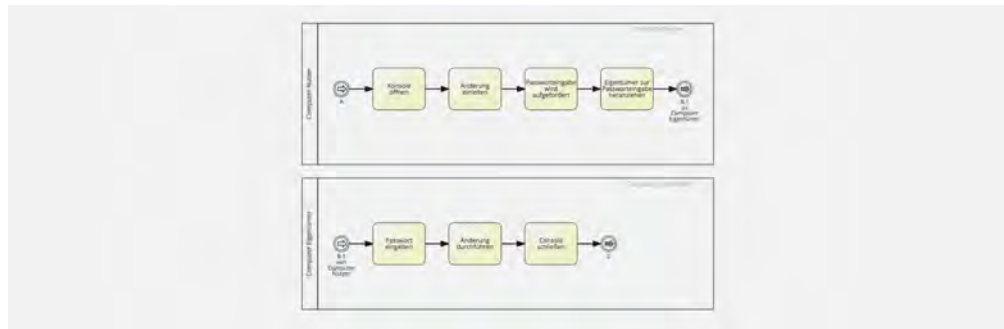 Computer Nutzer
A
Konsole
öffnen
Änderung
einleiten
Passworteingabe
wird
aufgefordert
Eigentümer zur
Passworteingabe
heranziehen
B.1
Computer
Eigentümer
Computer Eigentümer
B.1
von
Computer
Nutzer
Passwort
eingeben
Änderung
durchführen
Console
schließen
C